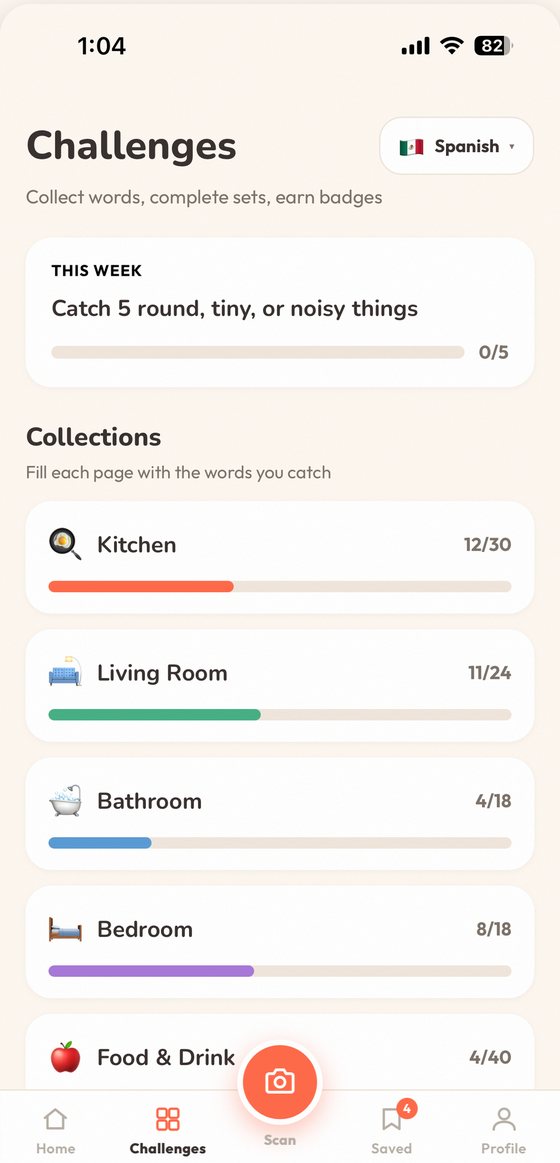 1:04
82
Challenges
Spanish
Collect words, complete sets, earn badges
THIS WEEK
Catch 5 round, tiny, or noisy things
0/5
Collections
Fill each page with the words you catch
Kitchen 12/30
Living Room 11/24
Bathroom 4/18
Bedroom 8/18
Food & Drink 4/40
4
Home Challenges Scan Saved Profile